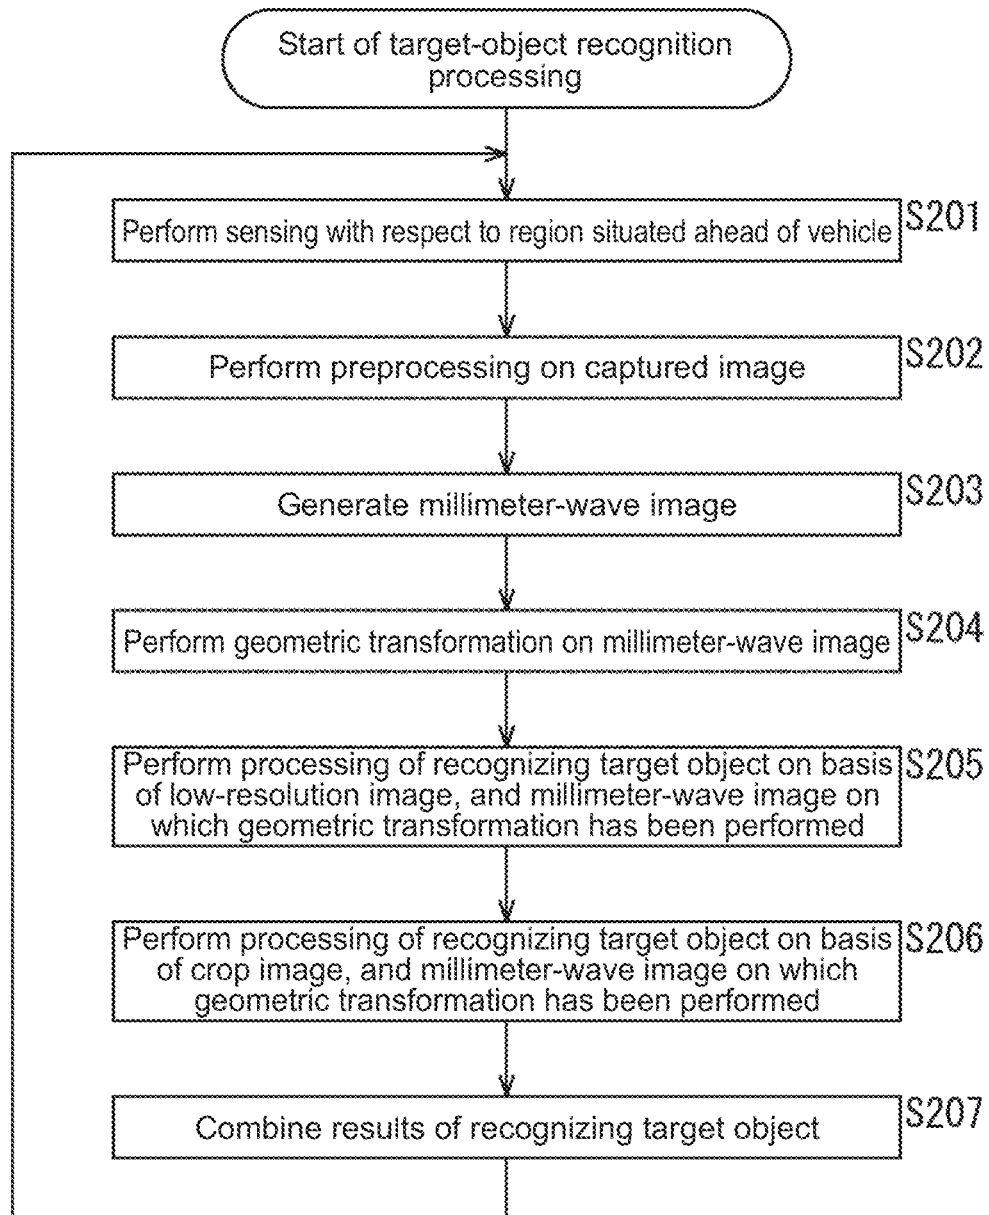 Start of target-object recognition
processing
Perform sensing with respect to region situated ahead of vehicle
S201
Perform preprocessing on captured image
S202
Generate millimeter-wave image
S203
Perform geometric transformation on millimeter-wave image
S204
Perform processing of recognizing target object on basis
of low-resolution image, and millimeter-wave image on
which geometric transformation has been performed
S205
Perform processing of recognizing target object on basis
of crop image, and millimeter-wave image on which
geometric transformation has been performed
S206
Combine results of recognizing target object
S207